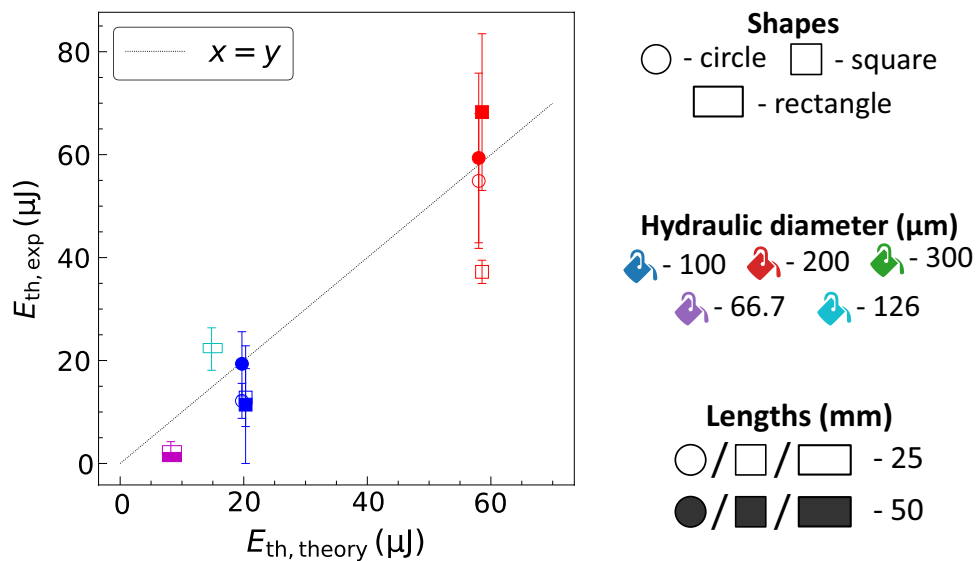 x = y
80
60
40
20
0
E_th, exp (µJ)
0
20
40
60
E_th, theory (µJ)
Shapes
- circle
- square
- rectangle
Hydraulic diameter (µm)
- 100
- 200
- 300
- 66.7
- 126
Lengths (mm)
/ / - 25
/ / - 50